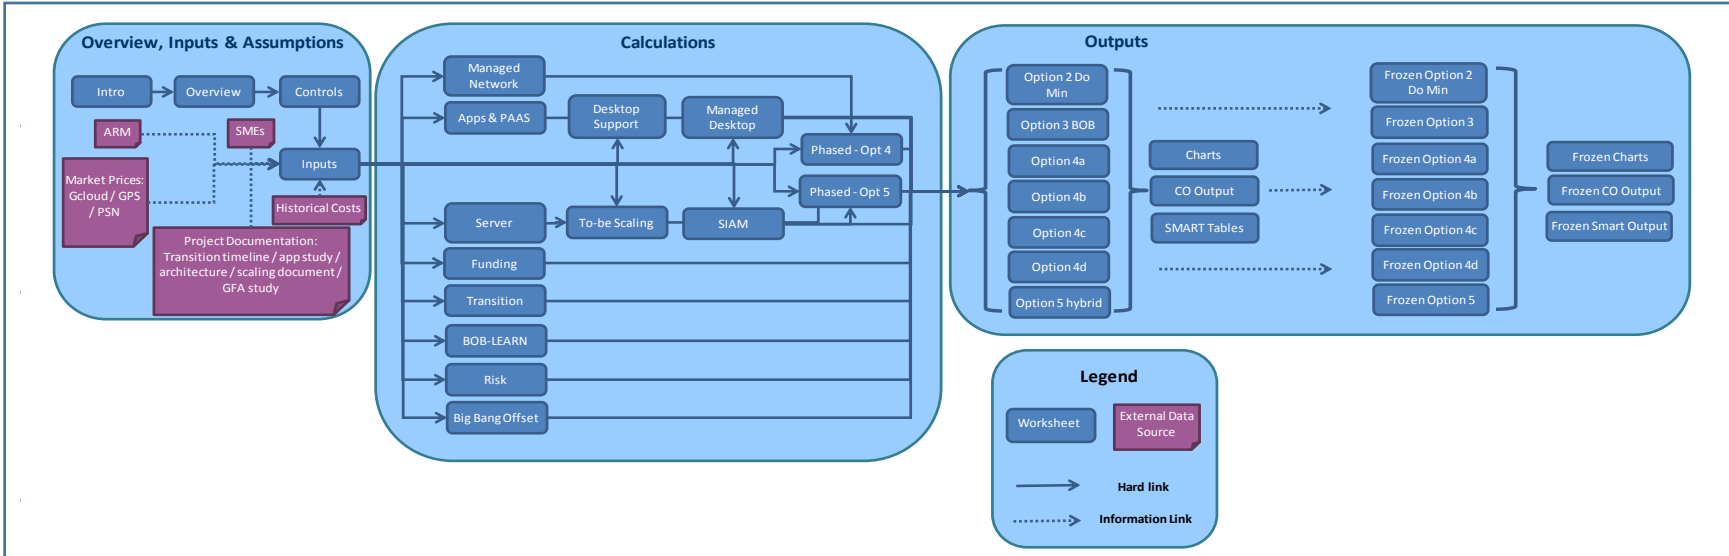 Overview, Inputs & Assumptions
Intro
Overview
Controls
ARM
SMEs
Inputs
Market Prices:
Gcloud / GPS
/ PSN
Historical Costs
Project Documentation:
Transition timeline / app study /
architecture / scaling document /
GFA study
Calculations
Managed
Network
Apps & PAAS
Desktop
Support
Managed
Desktop
Phased - Opt 4
Phased - Opt 5
Server
To-be Scaling
SIAM
Funding
Transition
BOB-LEARN
Risk
Big Bang Offset
Outputs
Option 2 Do
Min
Option 3 BOB
Option 4a
Option 4b
Option 4c
Option 4d
Option 5 hybrid
Charts
CO Output
SMART Tables
Frozen Option 2
Do Min
Frozen Option 3
Frozen Option 4a
Frozen Option 4b
Frozen Option 4c
Frozen Option 4d
Frozen Option 5
Frozen Charts
Frozen CO Output
Frozen Smart Output
Legend
Worksheet
External Data
Source
Hard link
Information Link